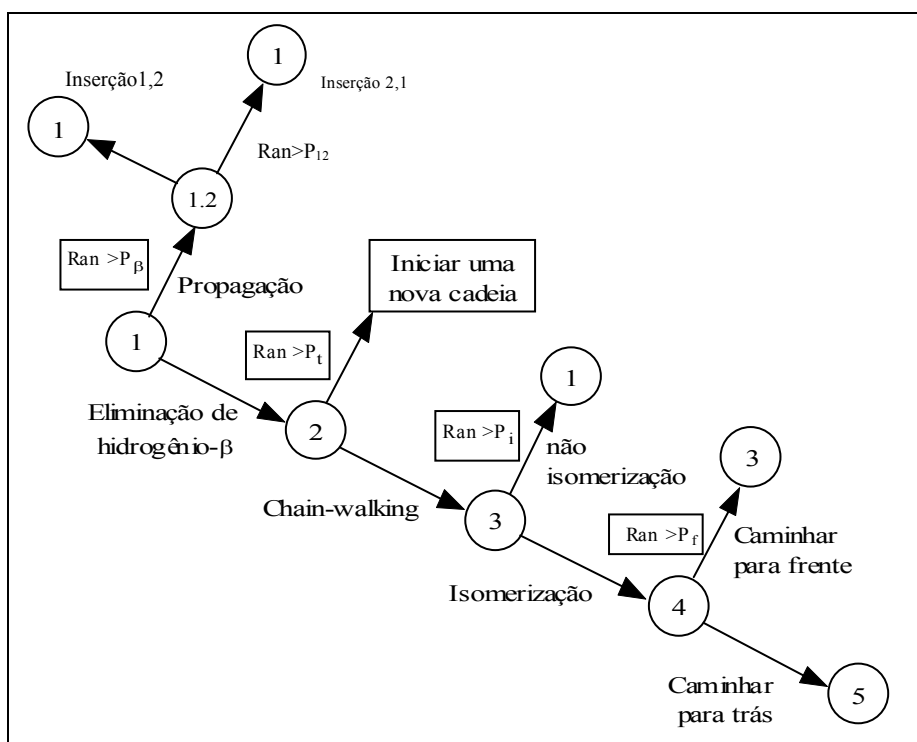 1
Inserção1,2
Inserção 2,1
1
Ran>P12
1.2
Ran >Pβ
Propagação
Iniciar uma
nova cadeia
1
Ran >Pt
Eliminação de
hidrogênio-β
2
1
Ran >Pi
não
isomerização
Chain-walking
3
3
Ran >Pf
Caminhar
para frente
Isomerização
4
Caminhar
para trás
5